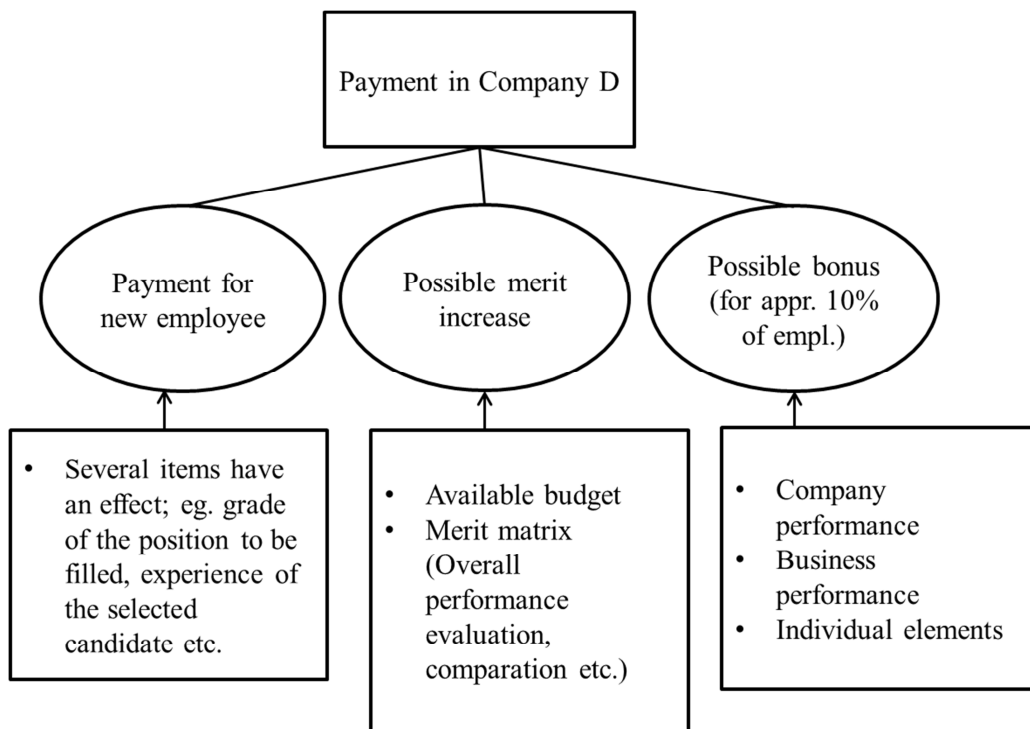 Payment in Company D
Payment for
new employee
Possible merit
increase
Possible bonus
(for appr. 10%
of empl.)
• Several items have
an effect; eg. grade
of the position to be
filled, experience of
the selected
candidate etc.
• Available budget
• Merit matrix
(Overall
performance
evaluation,
comparation etc.)
• Company
performance
• Business
performance
• Individual elements